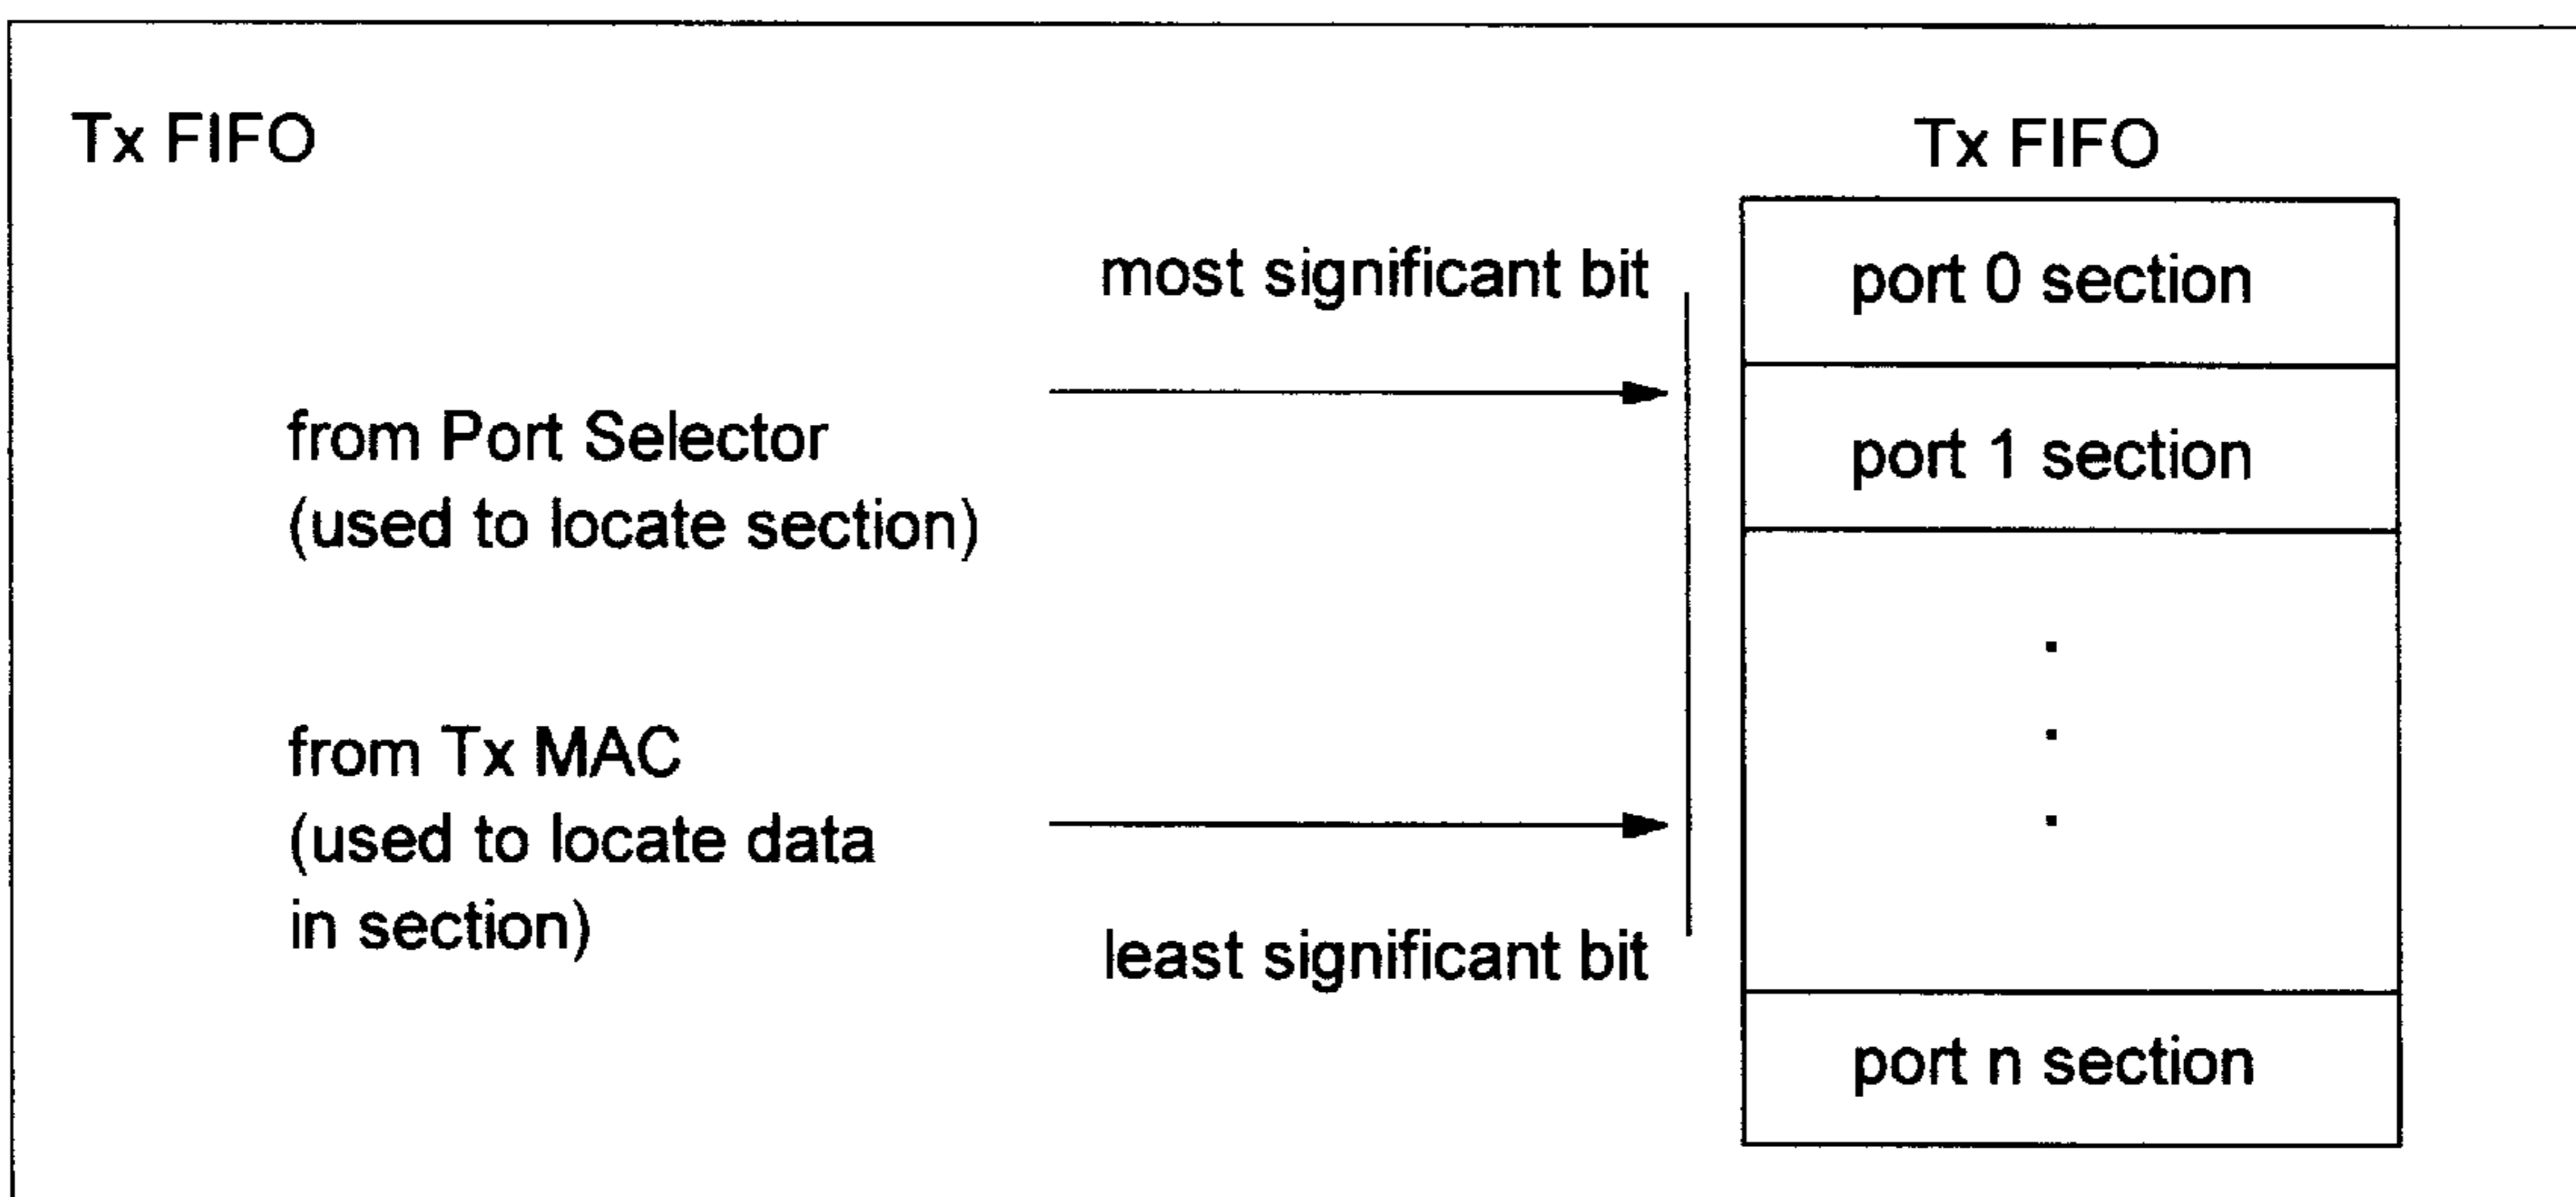 Tx FIFO
Tx FIFO
most significant bit
port 0 section
from Port Selector
(used to locate section)
port 1 section
from Tx MAC
(used to locate data
in section)
least significant bit
port n section